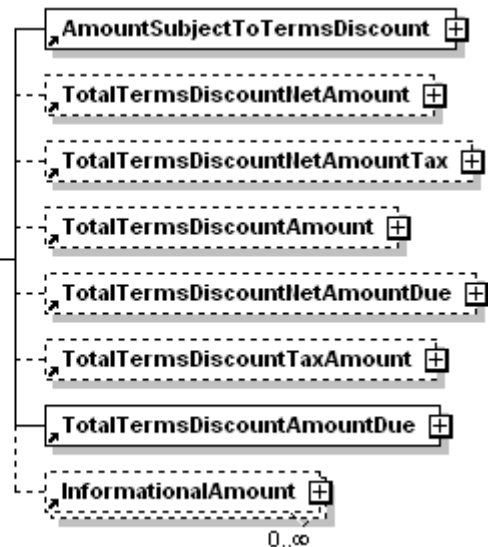 AmountSubjectToTermsDiscount
TotalTermsDiscountNetAmount
TotalTermsDiscountNetAmountTax
TotalTermsDiscountAmount
TotalTermsDiscountNetAmountDue
TotalTermsDiscountTaxAmount
TotalTermsDiscountAmountDue
InformationalAmount
0..∞